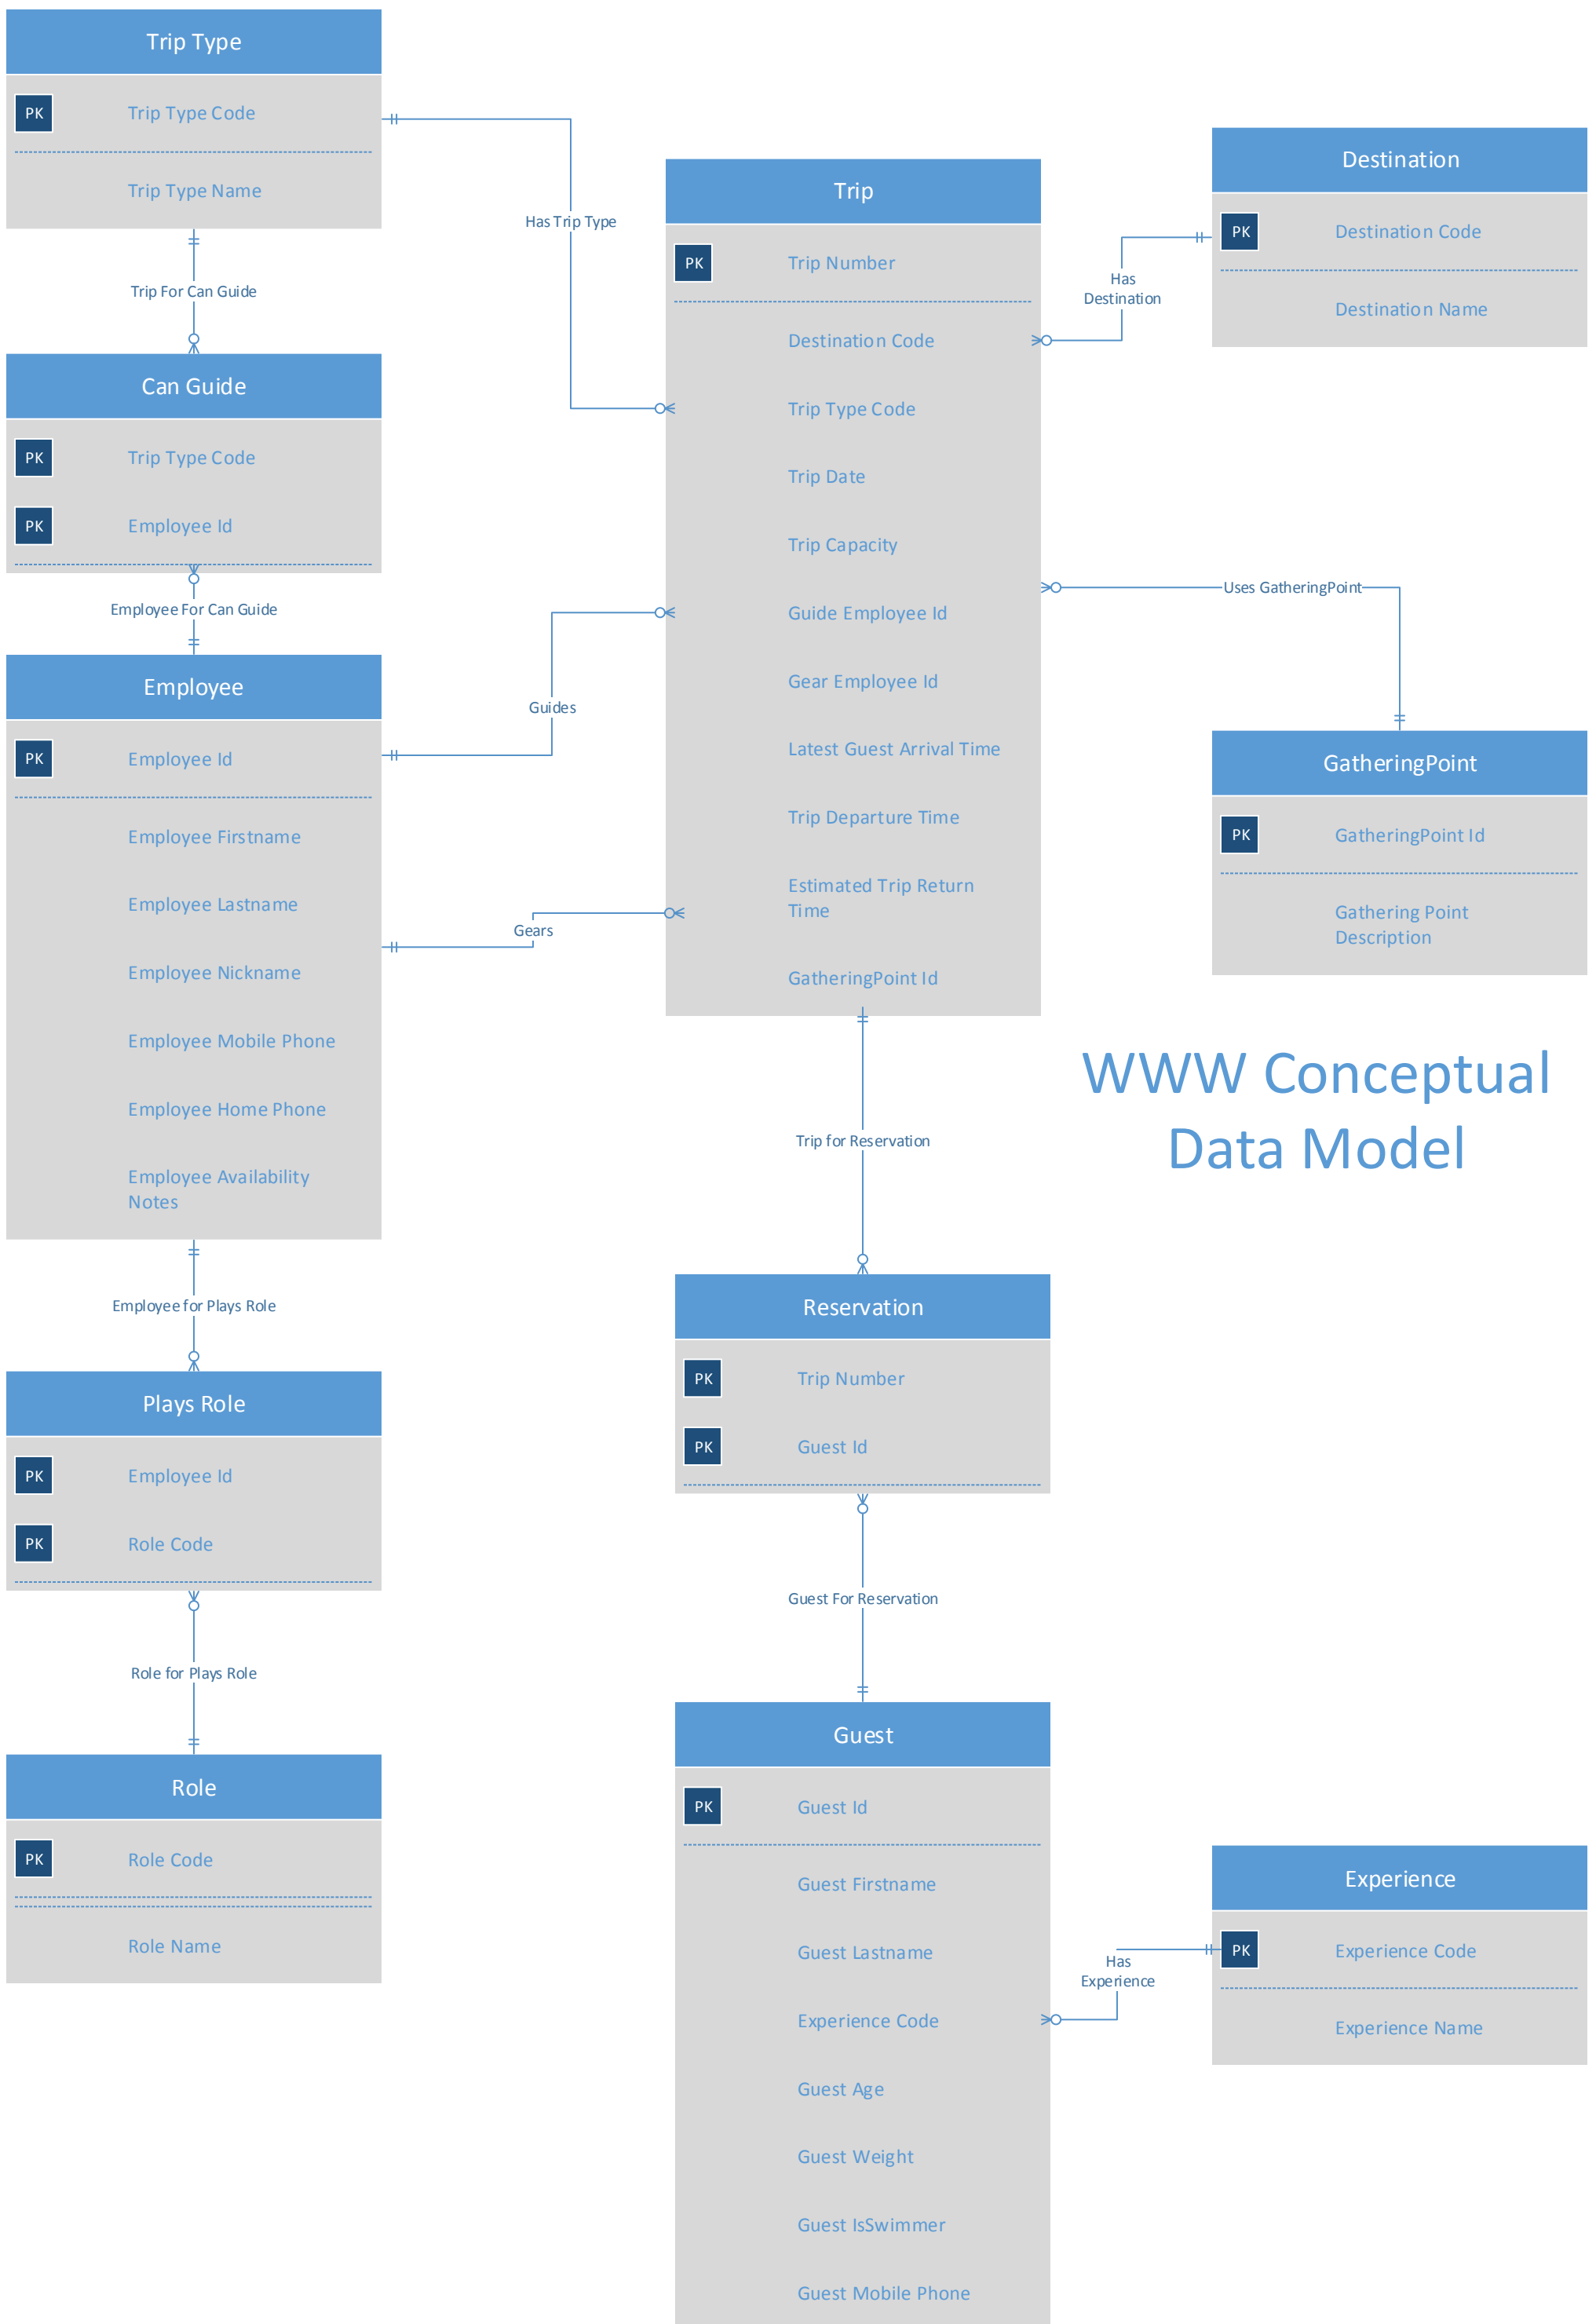 Trip Type
PK
Trip Type Code
Trip Type Name
Trip For Can Guide
Can Guide
PK
Trip Type Code
PK
Employee Id
Employee For Can Guide
Employee
PK
Employee Id
Employee Firstname
Employee Lastname
Employee Nickname
Employee Mobile Phone
Employee Home Phone
Employee Availability
Notes
Employee for Plays Role
Plays Role
PK
Employee Id
PK
Role Code
Role for Plays Role
Role
PK
Role Code
Role Name
Has Trip Type
Guides
Gears
Trip
PK
Trip Number
Destination Code
Trip Type Code
Trip Date
Trip Capacity
Guide Employee Id
Gear Employee Id
Latest Guest Arrival Time
Trip Departure Time
Estimated Trip Return
Time
GatheringPoint Id
Trip for Reservation
Reservation
PK
Trip Number
PK
Guest Id
Guest For Reservation
Guest
PK
Guest Id
Guest Firstname
Guest Lastname
Experience Code
Guest Age
Guest Weight
Guest IsSwimmer
Guest Mobile Phone
Has
Destination
Destination
PK
Destination Code
Destination Name
Uses GatheringPoint
GatheringPoint
PK
GatheringPoint Id
Gathering Point
Description
WWW Conceptual
Data Model
Has
Experience
Experience
PK
Experience Code
Experience Name